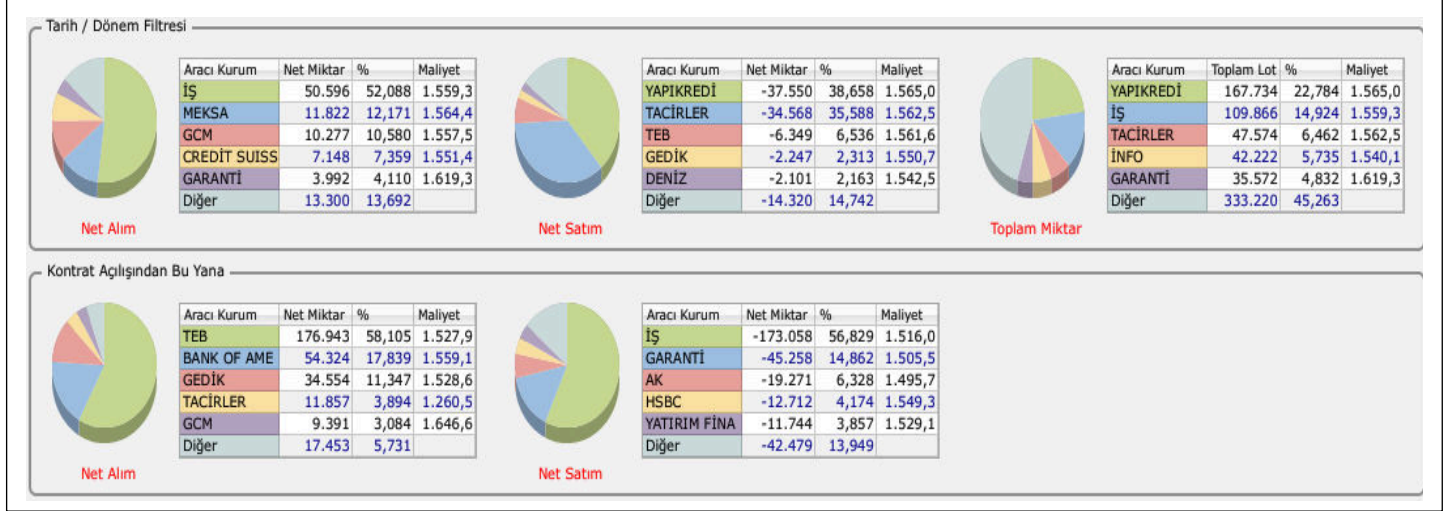 Tarih / Dönem Filtresi
Aracı Kurum Net Miktar % Maliyet
İŞ 50.596 52,088 1.559,3
MEKSA 11.822 12,171 1.564,4
GCM 10.277 10,580 1.557,5
CREDİT SUISS 7.148 7,359 1.551,4
GARANTİ 3.992 4,110 1.619,3
Diğer 13.300 13,692
Net Alım
Aracı Kurum Net Miktar % Maliyet
YAPIKREDİ -37.550 38,658 1.565,0
TACİRLER -34.568 35,588 1.562,5
TEB -6.349 6,536 1.561,6
GEDİK -2.247 2,313 1.550,7
DENİZ -2.101 2,163 1.542,5
Diğer -14.320 14,742
Net Satım
Aracı Kurum Toplam Lot % Maliyet
YAPIKREDİ 167.734 22,784 1.565,0
İŞ 109.866 14,924 1.559,3
TACİRLER 47.574 6,462 1.562,5
İNFO 42.222 5,735 1.540,1
GARANTİ 35.572 4,832 1.619,3
Diğer 333.220 45,263
Toplam Miktar
Kontrat Açılışından Bu Yana
Aracı Kurum Net Miktar % Maliyet
TEB 176.943 58,105 1.527,9
BANK OF AME 54.324 17,839 1.559,1
GEDİK 34.554 11,347 1.528,6
TACİRLER 11.857 3,894 1.260,5
GCM 9.391 3,084 1.646,6
Diğer 17.453 5,731
Net Alım
Aracı Kurum Net Miktar % Maliyet
İŞ -173.058 56,829 1.516,0
GARANTİ -45.258 14,862 1.505,5
AK -19.271 6,328 1.495,7
HSBC -12.712 4,174 1.549,3
YATIRIM FİNA -11.744 3,857 1.529,1
Diğer -42.479 13,949
Net Satım